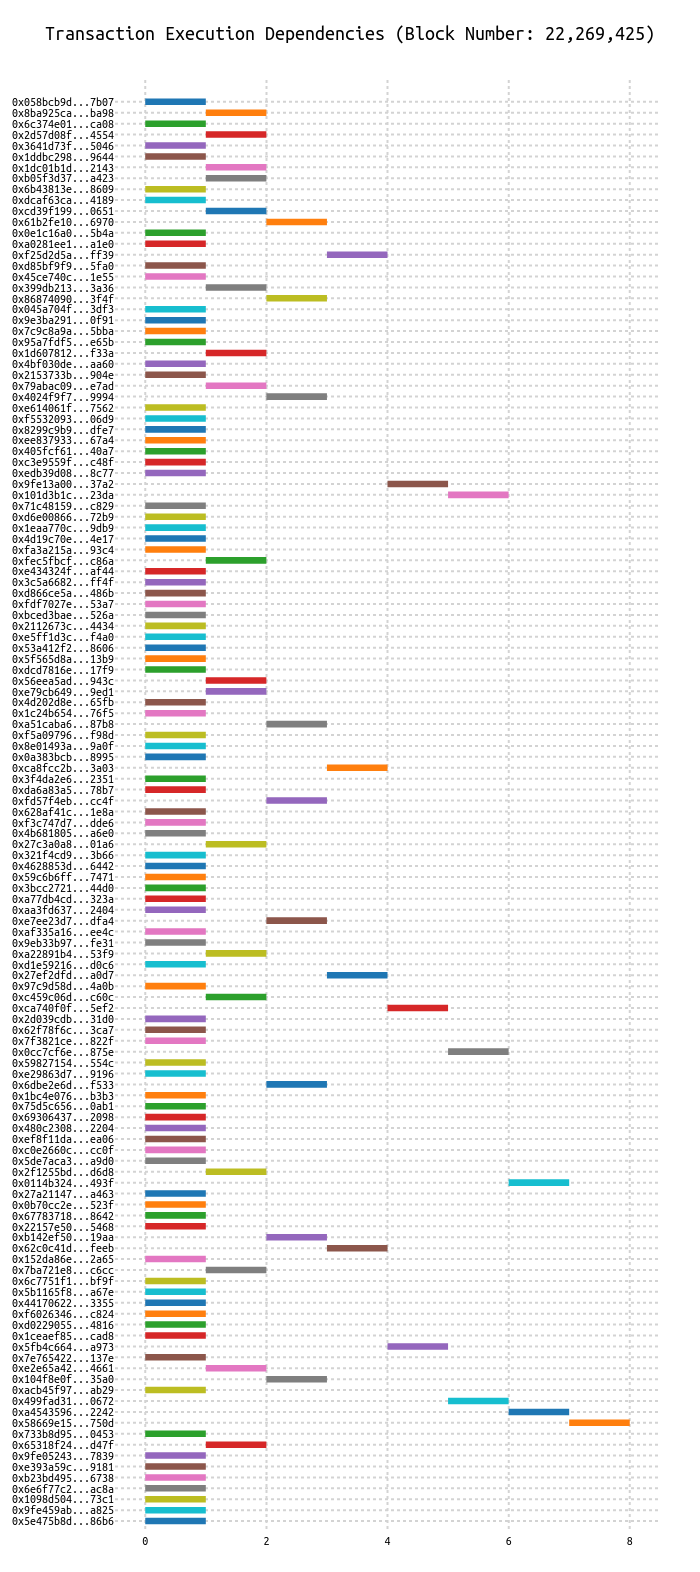 Transaction Execution Dependencies (Block Number: 22,269,425)
0x058bcb9d...7b07
0x8ba925ca...ba98
0x6c374e01...ca08
0x2d57d08f...4554
0x3641d73f...5046
0x1ddbc298...9644
0x1dc01b1d...2143
0xb05f3d37...a423
0x6b43813e...8609
0xdcaf63ca...4189
0xcd39f199...0651
0x61b2fe10...6970
0x0e1c16a0...5b4a
0xa0281ee1...a1e0
0xf25d2d5a...ff39
0xd85bf9f9...5fa0
0x45ce740c...1e55
0x399db213...3a36
0x86874090...3f4f
0x045a704f...3df3
0x9e3ba291...0f91
0x7c9c8a9a...5bba
0x95a7fdf5...e65b
0x1d607812...f33a
0x4bf030de...aa60
0x2153733b...904e
0x79abac09...e7ad
0x4024f9f7...9994
0xe614061f...7562
0xf5532093...06d9
0x8299c9b9...dfe7
0xee837933...67a4
0x405fcf61...40a7
0xc3e9559f...c48f
0xedb39d08...8c77
0x9fe13a00...37a2
0x101d3b1c...23da
0x71c48159...c829
0xd6e00866...72b9
0x1eaa770c...9db9
0x4d19c70e...4e17
0xfa3a215a...93c4
0xfec5fbcf...c86a
0xe434324f...af44
0x3c5a6682...ff4f
0xd866ce5a...486b
0xfdf7027e...53a7
0xbced3bae...526a
0x2112673c...4434
0xe5ff1d3c...f4a0
0x53a412f2...8606
0x5f565d8a...13b9
0xdcd7816e...17f9
0x56eea5ad...943c
0xe79cb649...9ed1
0x4d202d8e...65fb
0x1c24b654...76f5
0xa51caba6...87b8
0xf5a09796...f98d
0x8e01493a...9a0f
0x0a383bcb...8995
0xca8fcc2b...3a03
0x3f4da2e6...2351
0xda6a83a5...78b7
0xfd57f4eb...cc4f
0x628af41c...1e8a
0xf3c747d7...dde6
0x4b681805...a6e0
0x27c3a0a8...01a6
0x321f4cd9...3b66
0x4628853d...6442
0x59c6b6ff...7471
0x3bcc2721...44d0
0xa77db4cd...323a
0xaa3fd637...2404
0xe7ee23d7...dfa4
0xaf335a16...ee4c
0x9eb33b97...fe31
0xa22891b4...53f9
0xd1e59216...d0c6
0x27ef2dfd...a0d7
0x97c9d58d...4a0b
0xc459c06d...c60c
0xca740f0f...5ef2
0x2d039cdb...31d0
0x62f78f6c...3ca7
0x7f3821ce...822f
0x0cc7cf6e...875e
0x59827154...554c
0xe29863d7...9196
0x6dbe2e6d...f533
0x1bc4e076...b3b3
0x75d5c656...0ab1
0x69306437...2098
0x480c2308...2204
0xef8f11da...ea06
0xc0e2660c...cc0f
0x5de7aca3...a9d0
0x2f1255bd...d6d8
0x0114b324...493f
0x27a21147...a463
0x0b70cc2e...523f
0x67783718...8642
0x22157e50...5468
0xb142ef50...19aa
0x62c0c41d...feeb
0x152da86e...2a65
0x7ba721e8...c6cc
0x6c7751f1...bf9f
0x5b1165f8...a67e
0x44170622...3355
0xf6026346...c824
0xd0229055...4816
0x1ceaef85...cad8
0x5fb4c664...a973
0x7e765422...137e
0xe2e65a42...4661
0x104f8e0f...35a0
0xacb45f97...ab29
0x499fad31...0672
0xa4543596...2242
0x58669e15...750d
0x733b8d95...0453
0x65318f24...d47f
0x9fe05243...7839
0xe393a59c...9181
0xb23bd495...6738
0x6e6f77c2...ac8a
0x1098d504...73c1
0x9fe459ab...a825
0x5e475b8d...86b6
0 2 4 6 8